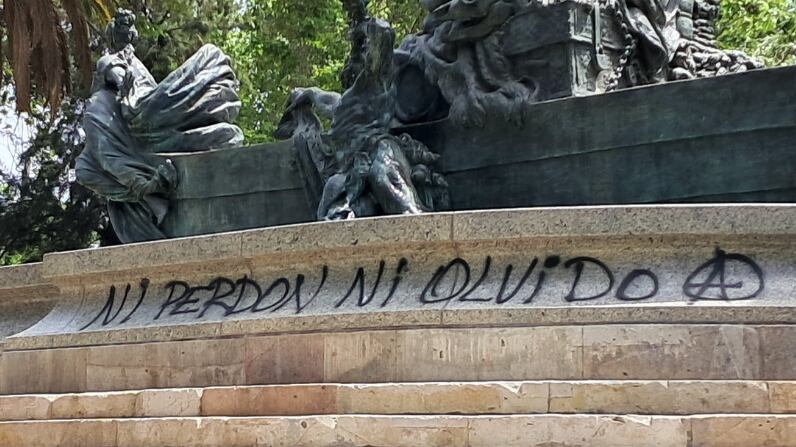 Ni PERDON Ni OLViDO Ⓐ